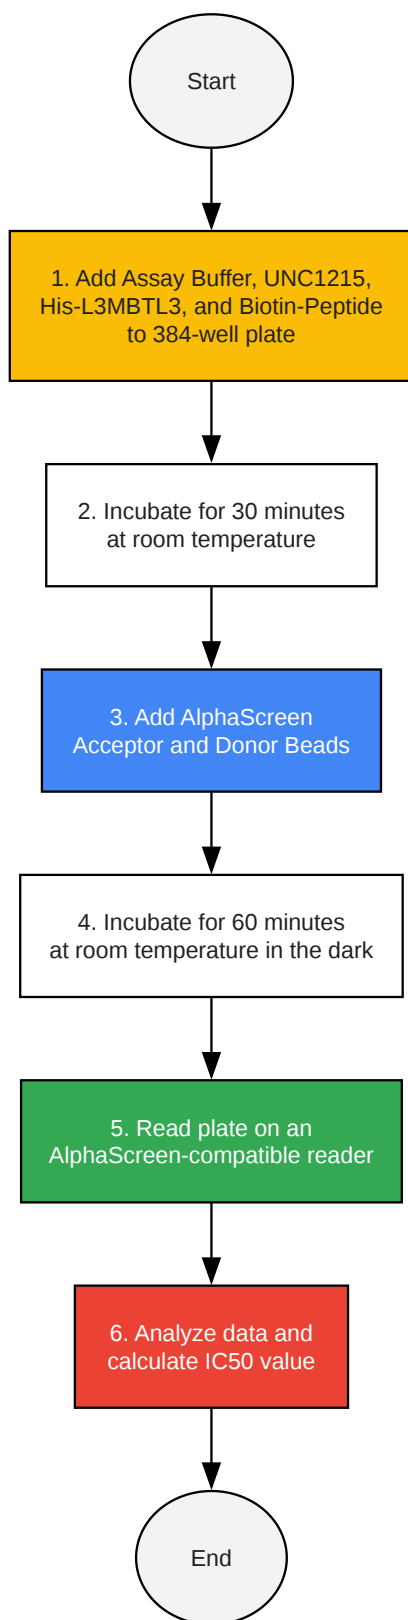 Start
1. Add Assay Buffer, UNC1215,
His-L3MBTL3, and Biotin-Peptide
to 384-well plate
2. Incubate for 30 minutes
at room temperature
3. Add AlphaScreen
Acceptor and Donor Beads
4. Incubate for 60 minutes
at room temperature in the dark
5. Read plate on an
AlphaScreen-compatible reader
6. Analyze data and
calculate IC50 value
End